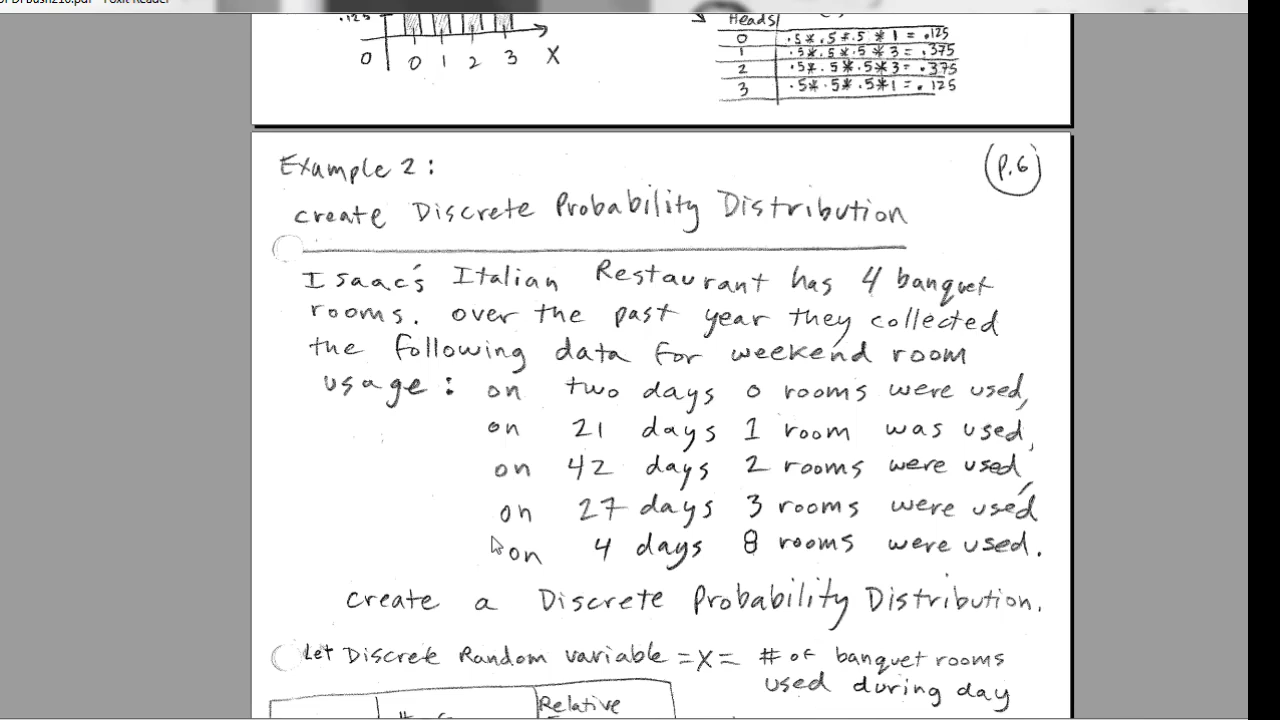 .125
0 0 1 2 3 X
Heads
0 .5*.5*.5*1=.125
1 .5*.5*.5*3=.375
2 .5*.5*.5*3=.375
3 .5*.5*.5*1=.125
Example 2: P.6
create Discrete Probability Distribution
Isaac's Italian Restaurant has 4 banquet
rooms. over the past year they collected
the following data for weekend room
usage: on two days 0 rooms were used,
on 21 days 1 room was used,
on 42 days 2 rooms were used,
on 27 days 3 rooms were used
on 4 days 8 rooms were used.
create a Discrete Probability Distribution.
Let Discrete Random variable = X = # of banquet rooms
used during day
Relative